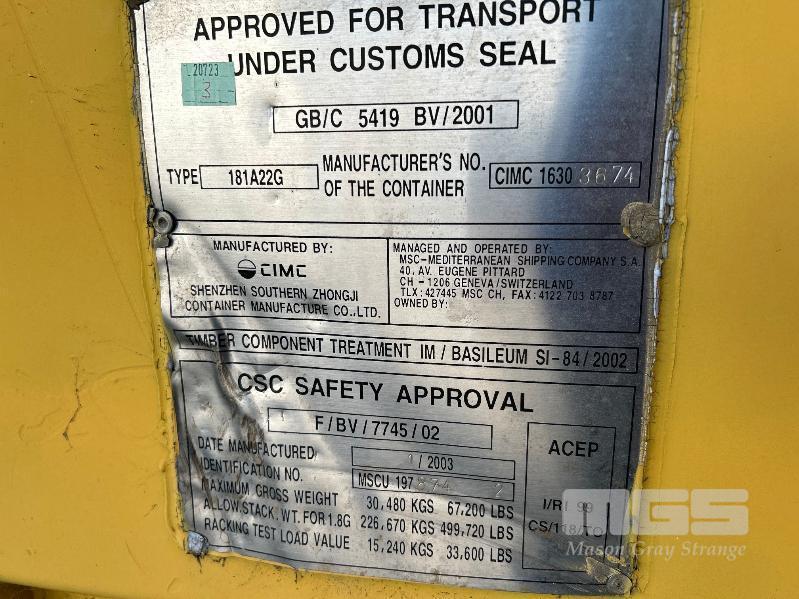 APPROVED FOR TRANSPORT
UNDER CUSTOMS SEAL
20723
3
GB/C 5419 BV/2001
TYPE 181A22G
MANUFACTURER'S NO.
OF THE CONTAINER
CIMC 1630 3674
MANUFACTURED BY:
CIMC
SHENZHEN SOUTHERN ZHONGJI
CONTAINER MANUFACTURE CO.,LTD.
MANAGED AND OPERATED BY:
MSC-MEDITERRANEAN SHIPPING COMPANY S.A.
40, AV. EUGENE PITTARD
CH - 1206 GENEVA/SWITZERLAND
TLX: 427445 MSC CH, FAX: 4122 703 8787
OWNED BY:
TIMBER COMPONENT TREATMENT IM / BASILEUM SI-84/2002
CSC SAFETY APPROVAL
F/BV/7745/02
DATE MANUFACTURED /2003
IDENTIFICATION NO. MSCU 197
MAXIMUM GROSS WEIGHT 30,480 KGS 67,200 LBS
ALLOW.STACK. WT. FOR 1.8G 226,670 KGS 499,720 LBS
RACKING TEST LOAD VALUE 15,240 KGS 33,600 LBS
ACEP
I/RI 99
CS/118/TO
MGS
Mason Gray Strange